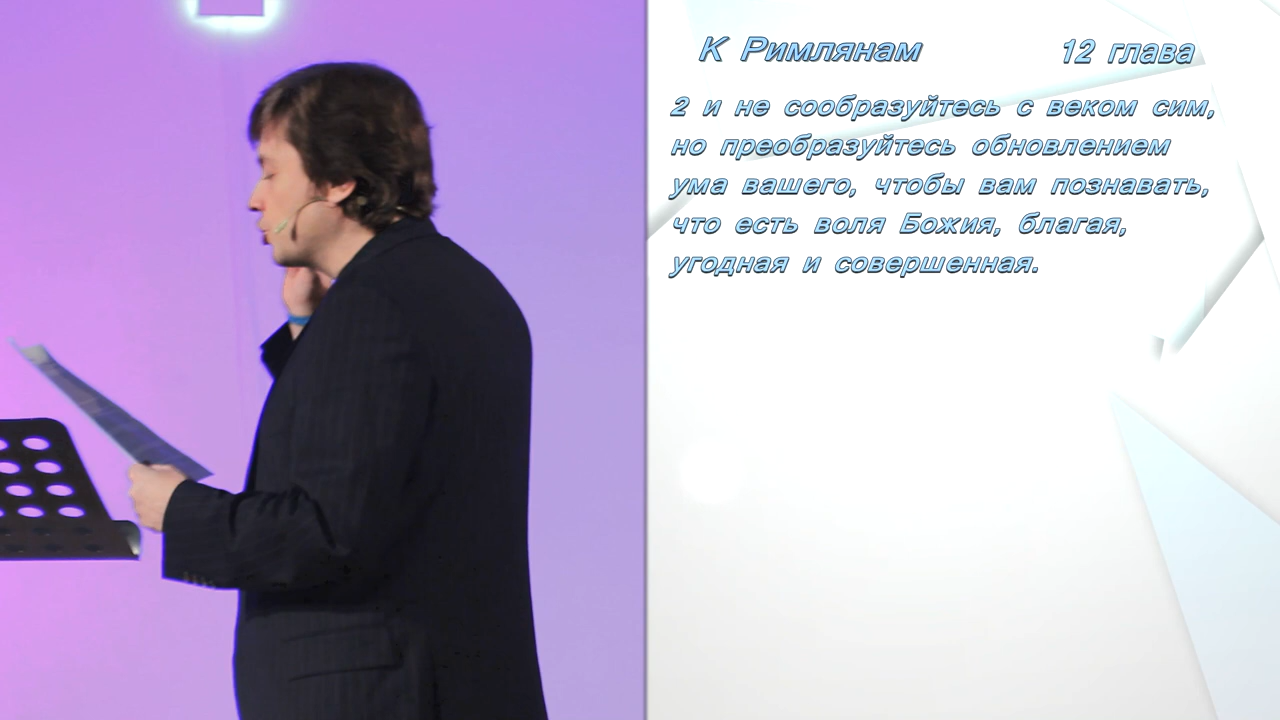 К Римлянам 12 глава
2 и не сообразуйтесь с веком сим,
но преобразуйтесь обновлением
ума вашего, чтобы вам познавать,
что есть воля Божия, благая,
угодная и совершенная.